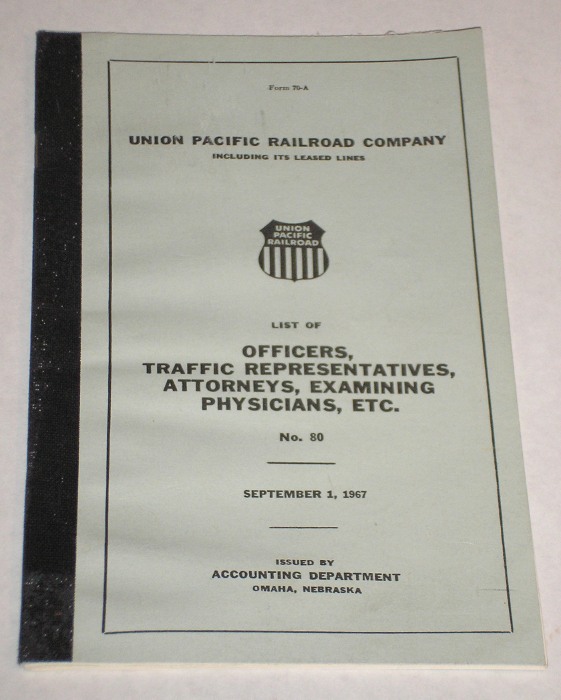 Form 75-A
UNION PACIFIC RAILROAD COMPANY
INCLUDING ITS LEASED LINES
UNION
PACIFIC
RAILROAD
LIST OF
OFFICERS,
TRAFFIC REPRESENTATIVES,
ATTORNEYS, EXAMINING
PHYSICIANS, ETC.
No. 80
SEPTEMBER 1, 1967
ISSUED BY
ACCOUNTING DEPARTMENT
OMAHA, NEBRASKA